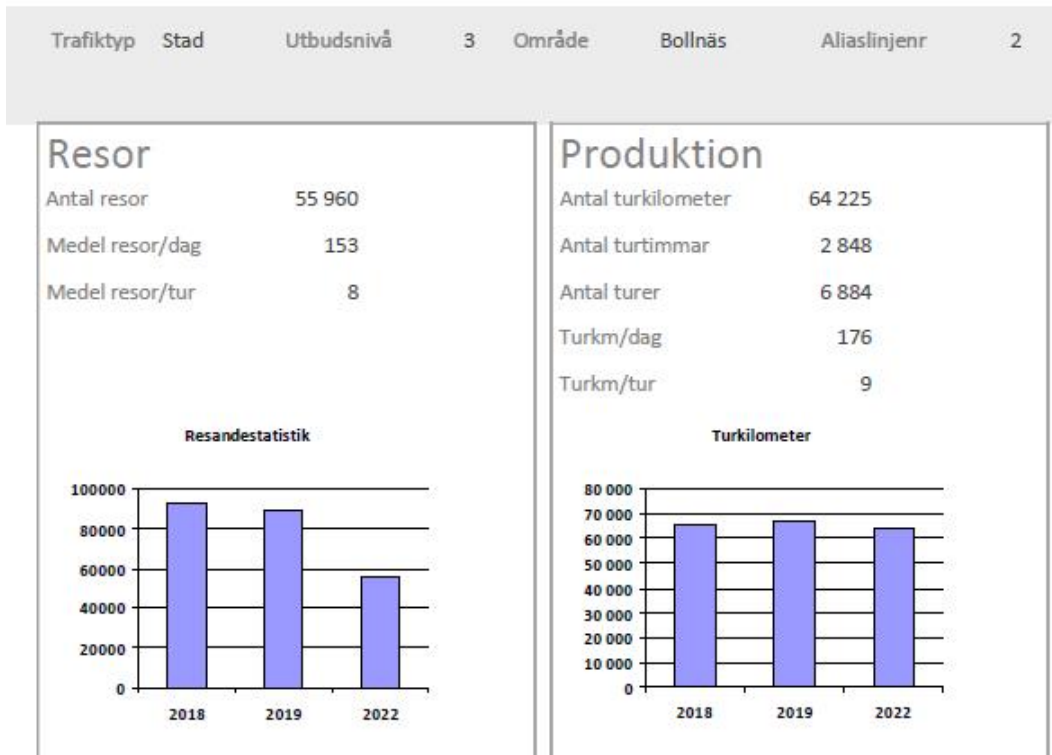 Trafiktyp Stad Utbudsnivå 3 Område Bollnäs Aliaslinjenr 2
Resor
Antal resor 55 960
Medel resor/dag 153
Medel resor/tur 8
Resandestatistik
100000
80000
60000
40000
20000
0
2018 2019 2022
Produktion
Antal turkilometer 64 225
Antal turtimmar 2 848
Antal turer 6 884
Turkm/dag 176
Turkm/tur 9
Turkilometer
80 000
70 000
60 000
50 000
40 000
30 000
20 000
10 000
0
2018 2019 2022